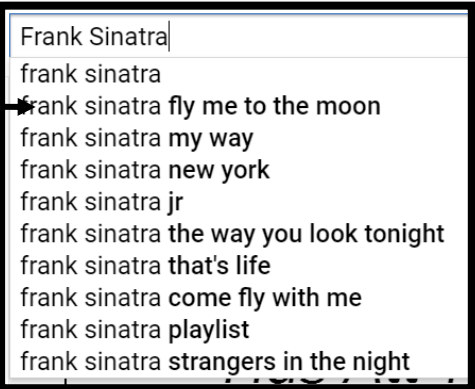 Frank Sinatra
frank sinatra
frank sinatra fly me to the moon
frank sinatra my way
frank sinatra new york
frank sinatra jr
frank sinatra the way you look tonight
frank sinatra that's life
frank sinatra come fly with me
frank sinatra playlist
frank sinatra strangers in the night